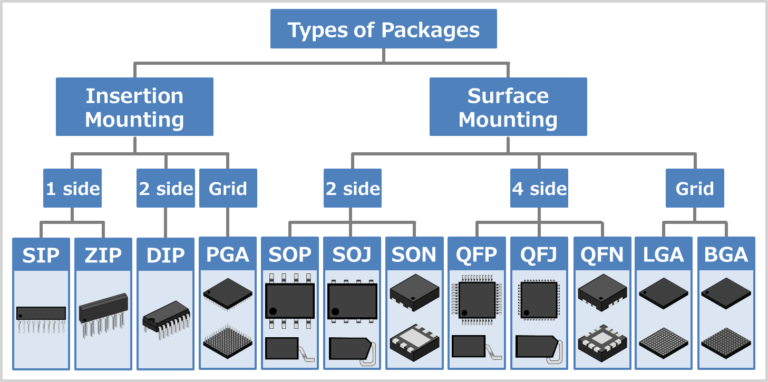 Types of Packages
Insertion
Mounting
Surface
Mounting
1 side
2 side
Grid
2 side
4 side
Grid
SIP
ZIP
DIP
PGA
SOP
SOJ
SON
QFP
QFJ
QFN
LGA
BGA